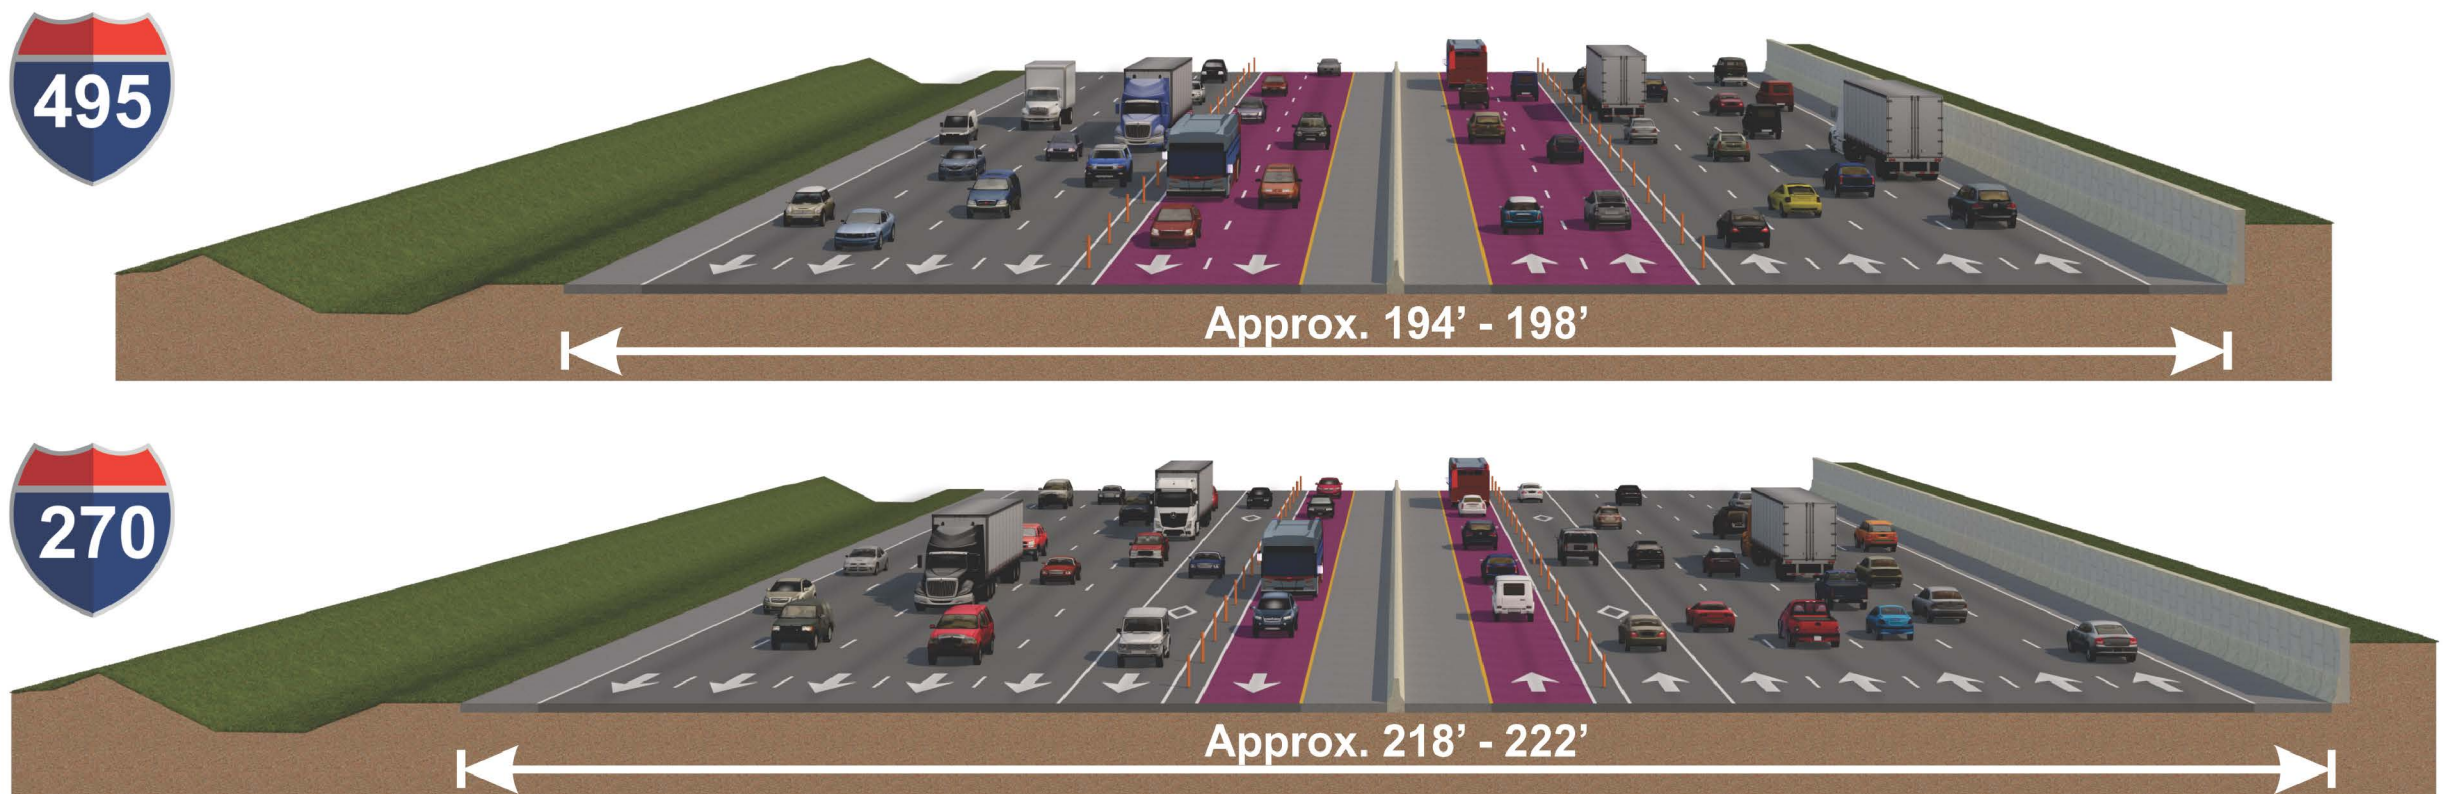 495
Approx. 194’ - 198’
270
Approx. 218’ - 222’